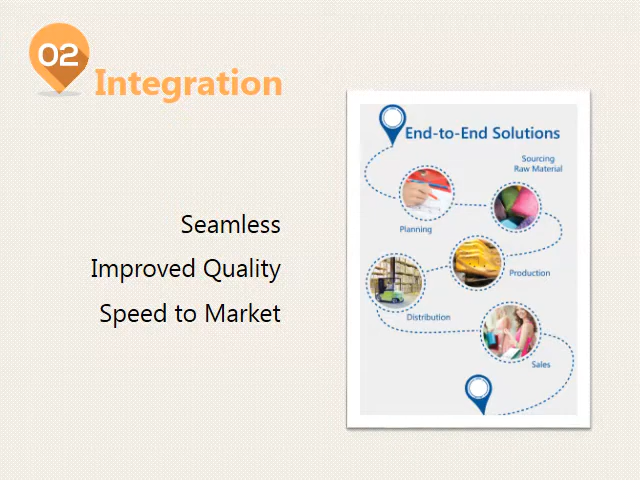 02
Integration
Seamless
Improved Quality
Speed to Market
End-to-End Solutions
Sourcing
Raw Material
Planning
Production
Distribution
Sales